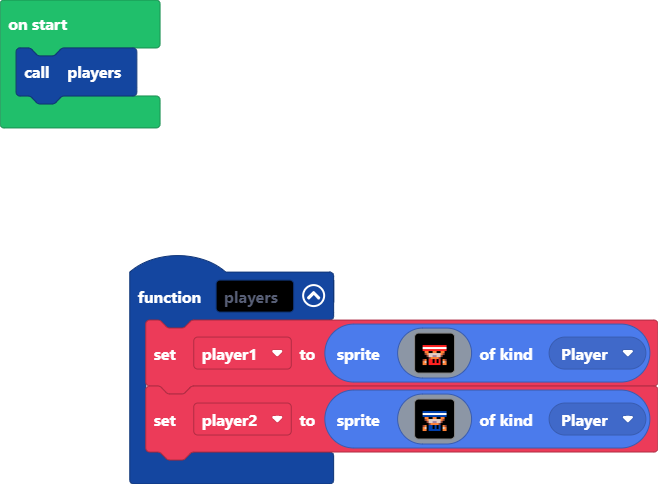 on start
call players
function players
set player1 to sprite of kind Player
set player2 to sprite of kind Player